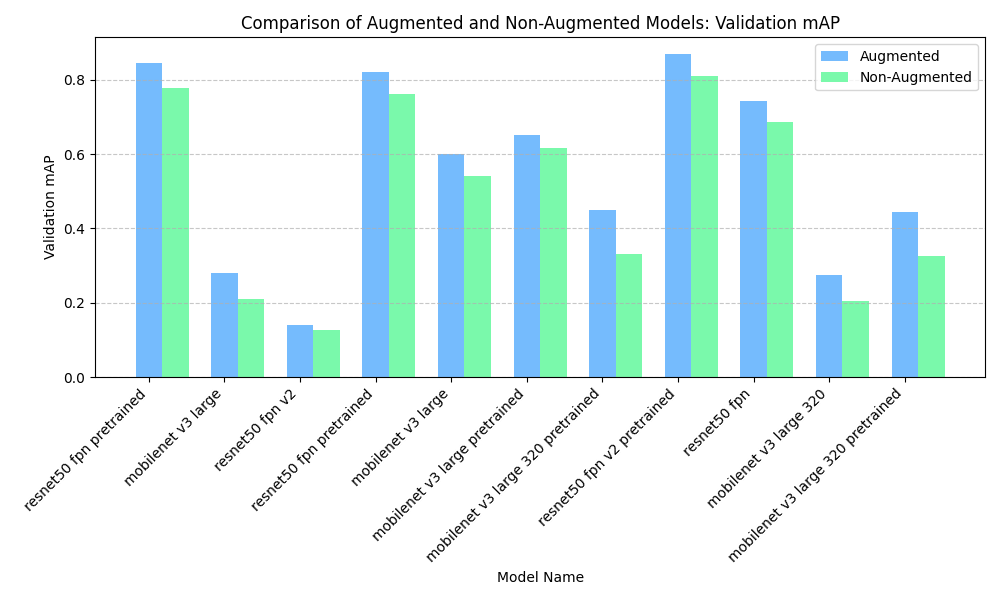 Comparison of Augmented and Non-Augmented Models: Validation mAP
Augmented
Non-Augmented
Validation mAP
0.8
0.6
0.4
0.2
0.0
resnet50 fpn pretrained
mobilenet v3 large
resnet50 fpn v2
resnet50 fpn pretrained
mobilenet v3 large
mobilenet v3 large pretrained
mobilenet v3 large 320 pretrained
resnet50 fpn v2 pretrained
resnet50 fpn
mobilenet v3 large 320
mobilenet v3 large 320 pretrained
Model Name